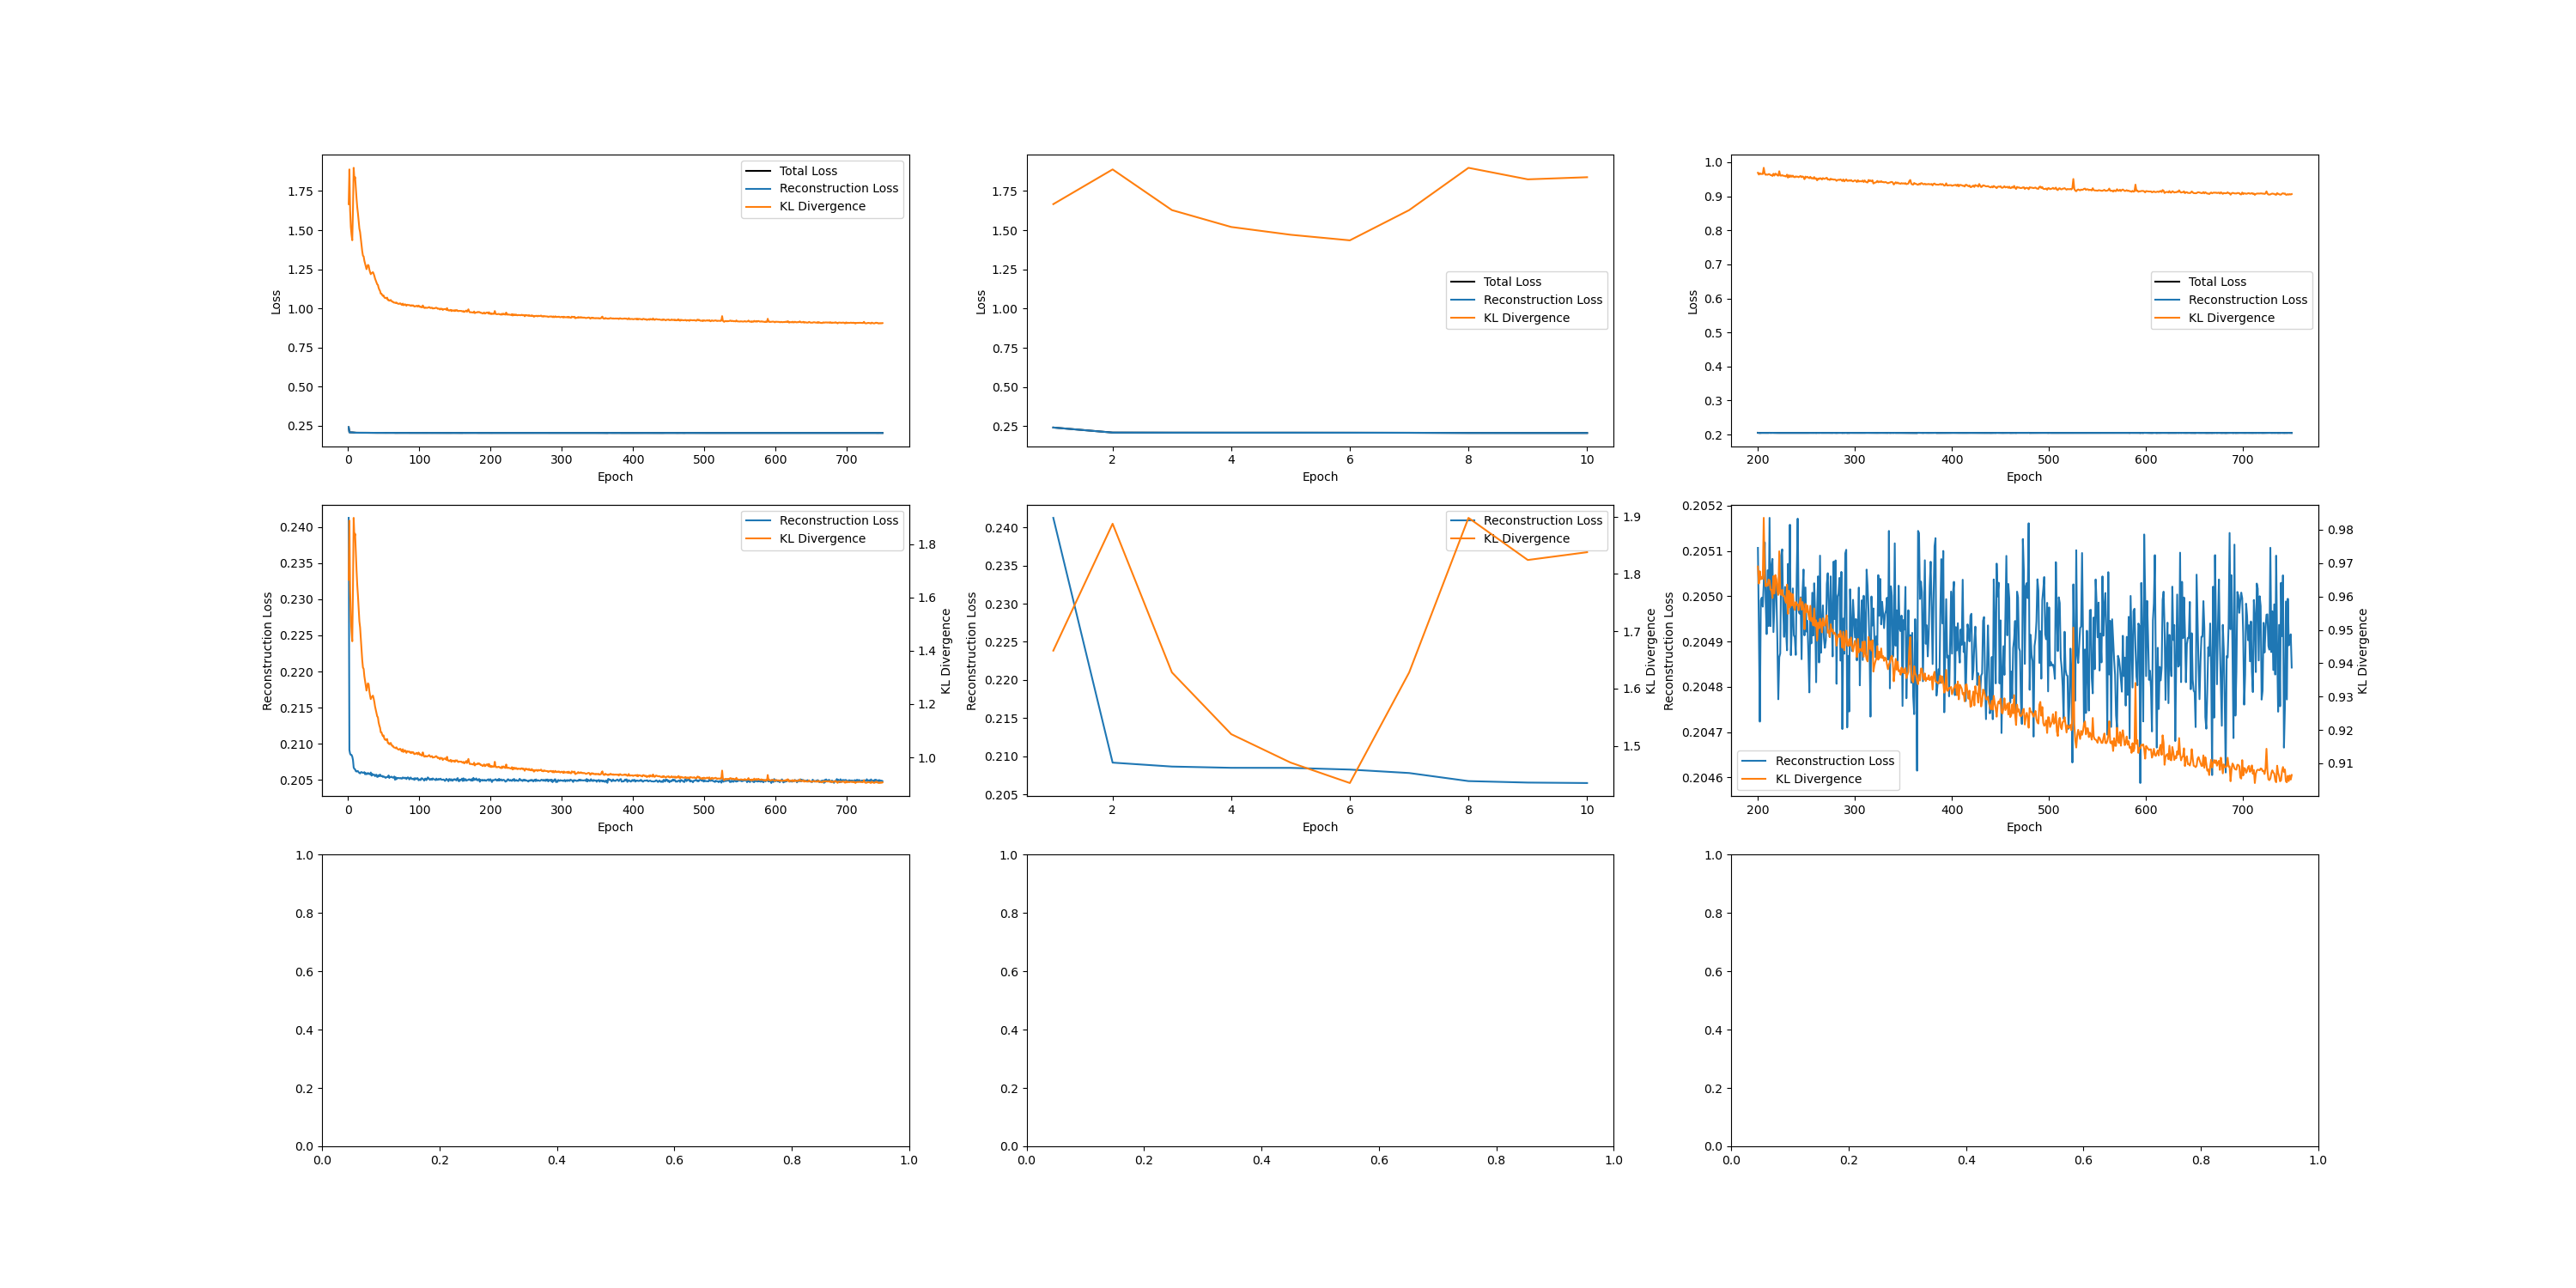 Total Loss
Reconstruction Loss
KL Divergence
Loss
1.75
1.50
1.25
1.00
0.75
0.50
0.25
0 100 200 300 400 500 600 700
Epoch
Total Loss
Reconstruction Loss
KL Divergence
Loss
1.75
1.50
1.25
1.00
0.75
0.50
0.25
2 4 6 8 10
Epoch
Total Loss
Reconstruction Loss
KL Divergence
Loss
1.0
0.9
0.8
0.7
0.6
0.5
0.4
0.3
0.2
200 300 400 500 600 700
Epoch
Reconstruction Loss
KL Divergence
Reconstruction Loss
0.240
0.235
0.230
0.225
0.220
0.215
0.210
0.205
1.8
1.6
1.4
1.2
1.0
KL Divergence
0 100 200 300 400 500 600 700
Epoch
Reconstruction Loss
KL Divergence
Reconstruction Loss
0.240
0.235
0.230
0.225
0.220
0.215
0.210
0.205
1.9
1.8
1.7
1.6
1.5
KL Divergence
2 4 6 8 10
Epoch
Reconstruction Loss
0.2052
0.2051
0.2050
0.2049
0.2048
0.2047
0.2046
Reconstruction Loss
KL Divergence
0.98
0.97
0.96
0.95
0.94
0.93
0.92
0.91
KL Divergence
200 300 400 500 600 700
Epoch
1.0
0.8
0.6
0.4
0.2
0.0
0.0 0.2 0.4 0.6 0.8 1.0
1.0
0.8
0.6
0.4
0.2
0.0
0.0 0.2 0.4 0.6 0.8 1.0
1.0
0.8
0.6
0.4
0.2
0.0
0.0 0.2 0.4 0.6 0.8 1.0